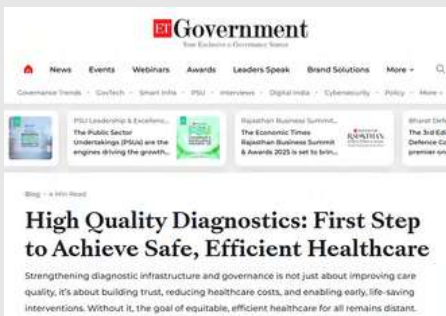 ET Government
Your Exclusive e-Governance Source
News Events Webinars Awards Leaders Speak Brand Solutions More
Governance Trends GovTech Smart Infra PSU Interviews Digital India Cybersecurity Policy More
PSU Leadership & Excellenc...
The Public Sector
Undertakings (PSUs) are the
engines driving the growth...
Rajasthan Business Summit...
The Economic Times
Rajasthan Business Summit
& Awards 2025 is set to brin...
RAJASTHAN
Bharat Def
The 3rd Ed
Defence Co
premier on
Blog • 4 Min Read
High Quality Diagnostics: First Step
to Achieve Safe, Efficient Healthcare
Strengthening diagnostic infrastructure and governance is not just about improving care
quality, it's about building trust, reducing healthcare costs, and enabling early, life-saving
interventions. Without it, the goal of equitable, efficient healthcare for all remains distant.